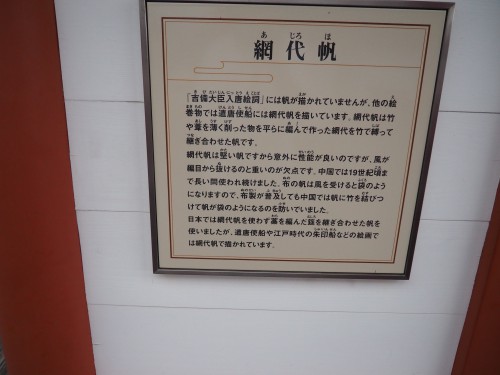 網代帆
「吉備大臣入唐絵詞」には帆が描かれていませんが、他の絵
巻物では遣唐使船には網代帆を描いています。網代帆は竹
や葦を薄く削った物を平らに編んで作った網代を竹で縛って
継ぎ合わせた帆です。
網代帆は堅い帆ですから意外に性能が良いのですが、風が
編目から抜けるのと重いのが欠点です。中国では19世紀頃ま
で長い間使われ続けました。布の帆は風を受けると袋のよう
になりますので、布製が普及しても中国では帆に竹を結びつ
けて帆が袋のようになるのを防いでいました。
日本では網代帆を使わず藁を編んだ莚を継ぎ合わせた帆を
使いましたが、遣唐使船や江戸時代の朱印船などの絵画で
は網代帆で描かれています。